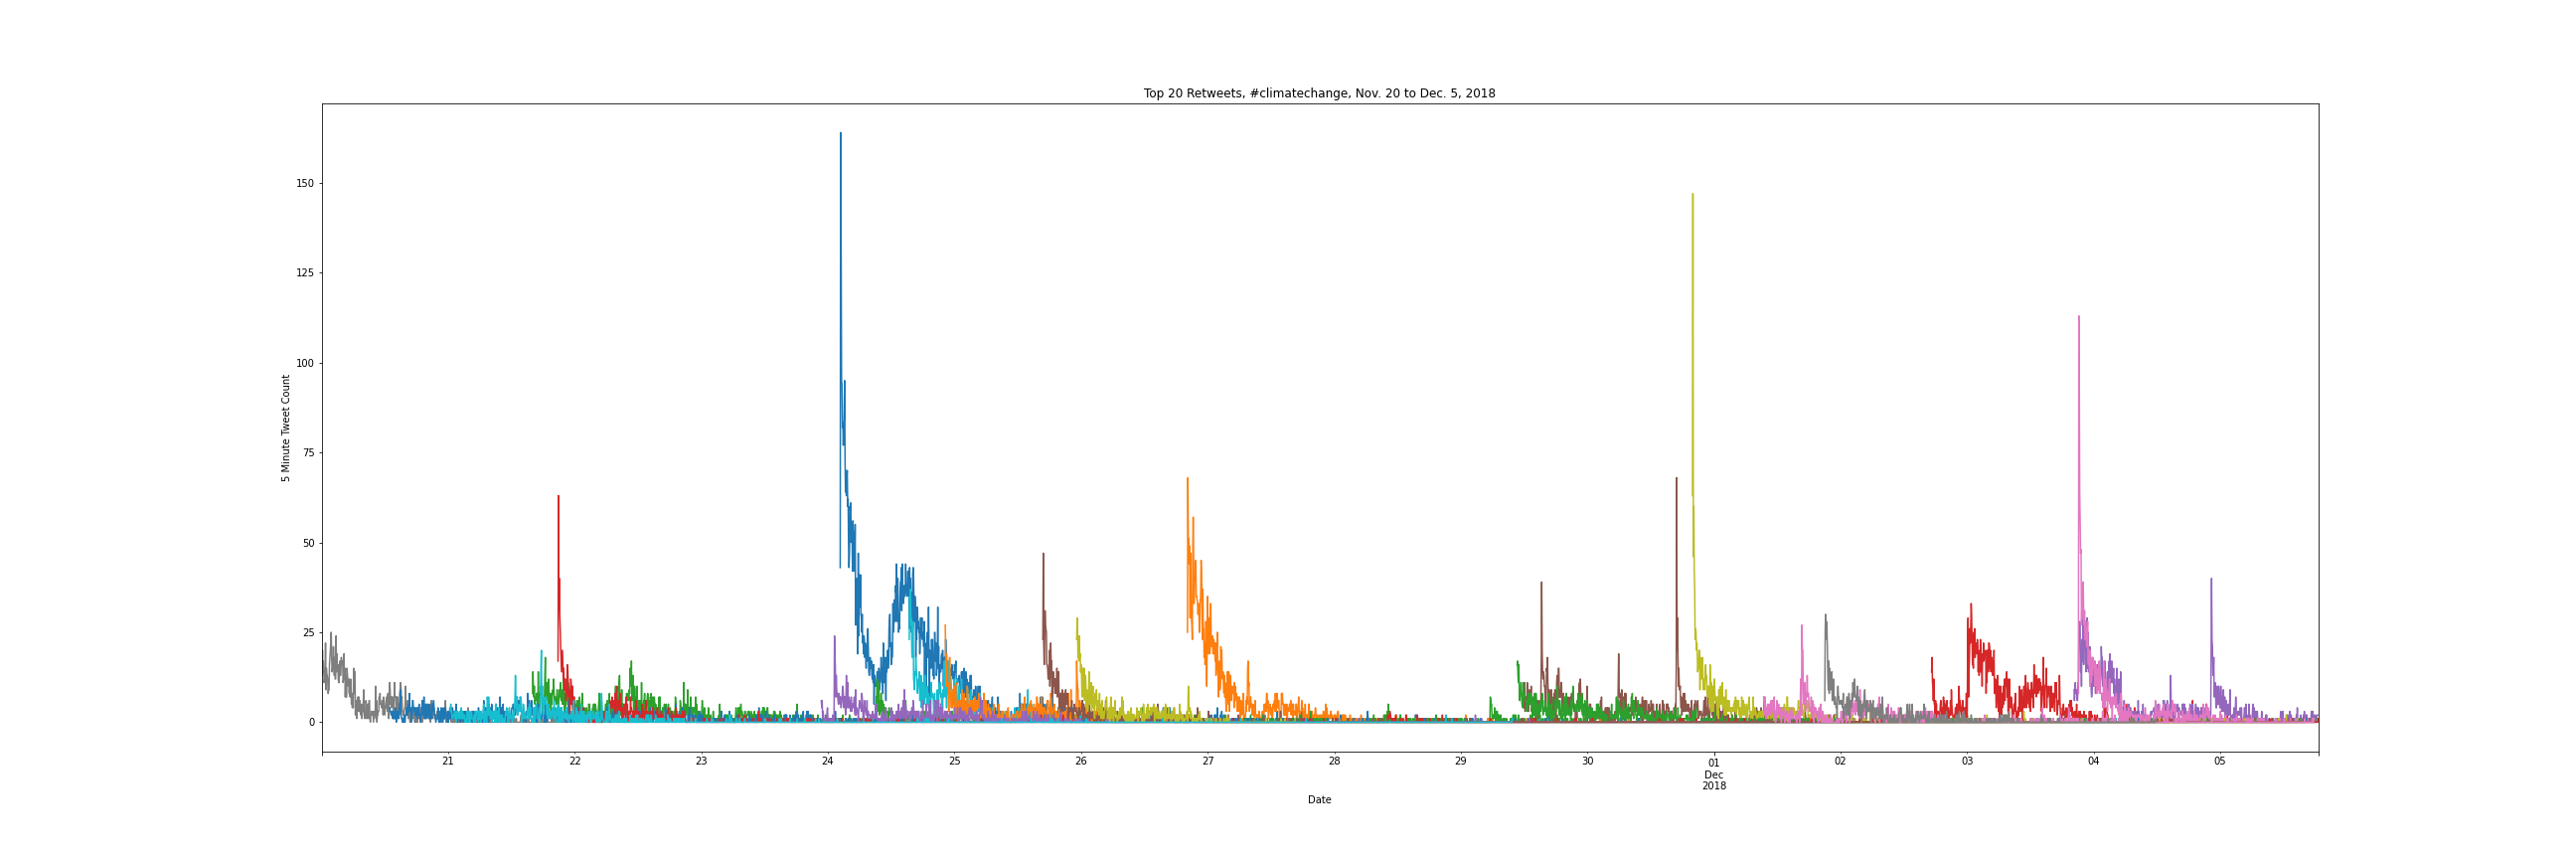 Top 20 Retweets, #climatechange, Nov. 20 to Dec. 5, 2018
5 Minute Tweet Count
150
125
100
75
50
25
0
21 22 23 24 25 26 27 28 29 30 01 02 03 04 05
Dec
2018
Date